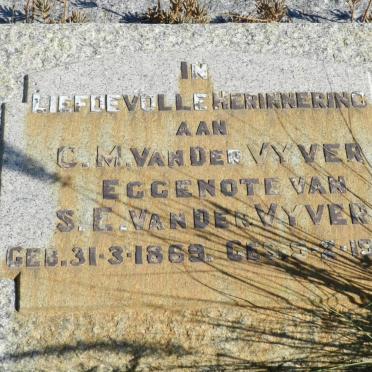 IN
LIEFDEVOLLE HERINNERING
AAN
C. M. VAN DER VYVER
EGGENOTE VAN
S. E. VAN DER VYVER
GEB. 31-3-1869.